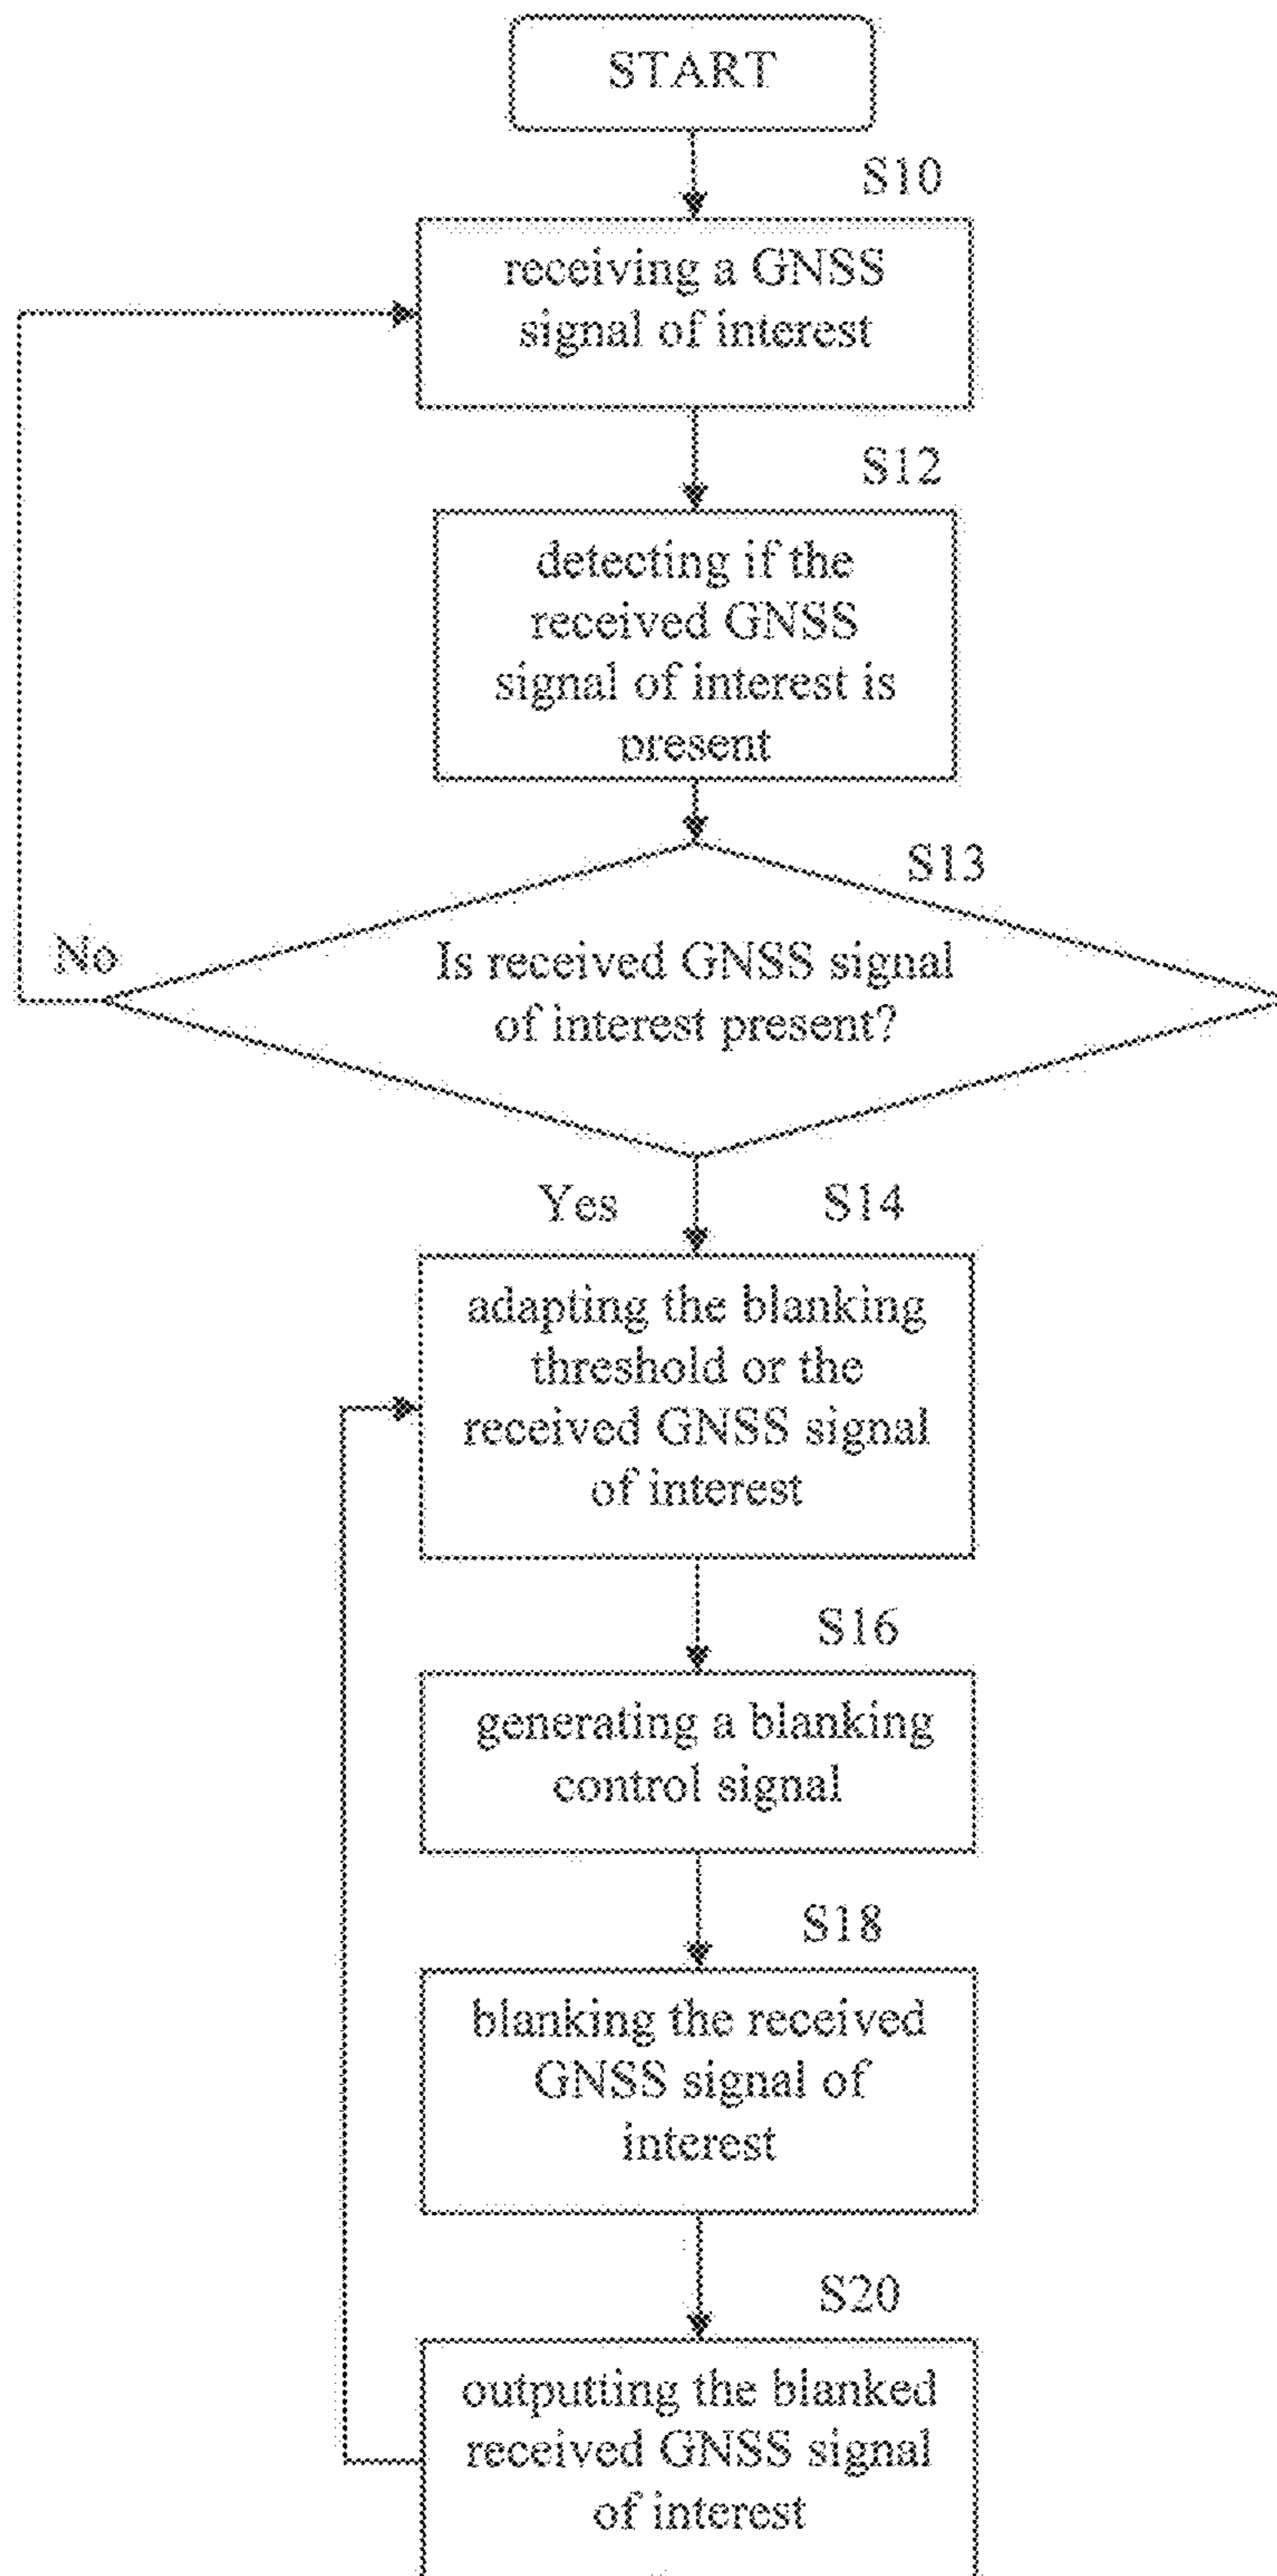 START
S10
receiving a GNSS
signal of interest
S12
detecting if the
received GNSS
signal of interest is
present
S13
No
Is received GNSS signal
of interest present?
Yes
S14
adapting the blanking
threshold or the
received GNSS signal
of interest
S16
generating a blanking
control signal
S18
blanking the received
GNSS signal of
interest
S20
outputting the blanked
received GNSS signal
of interest